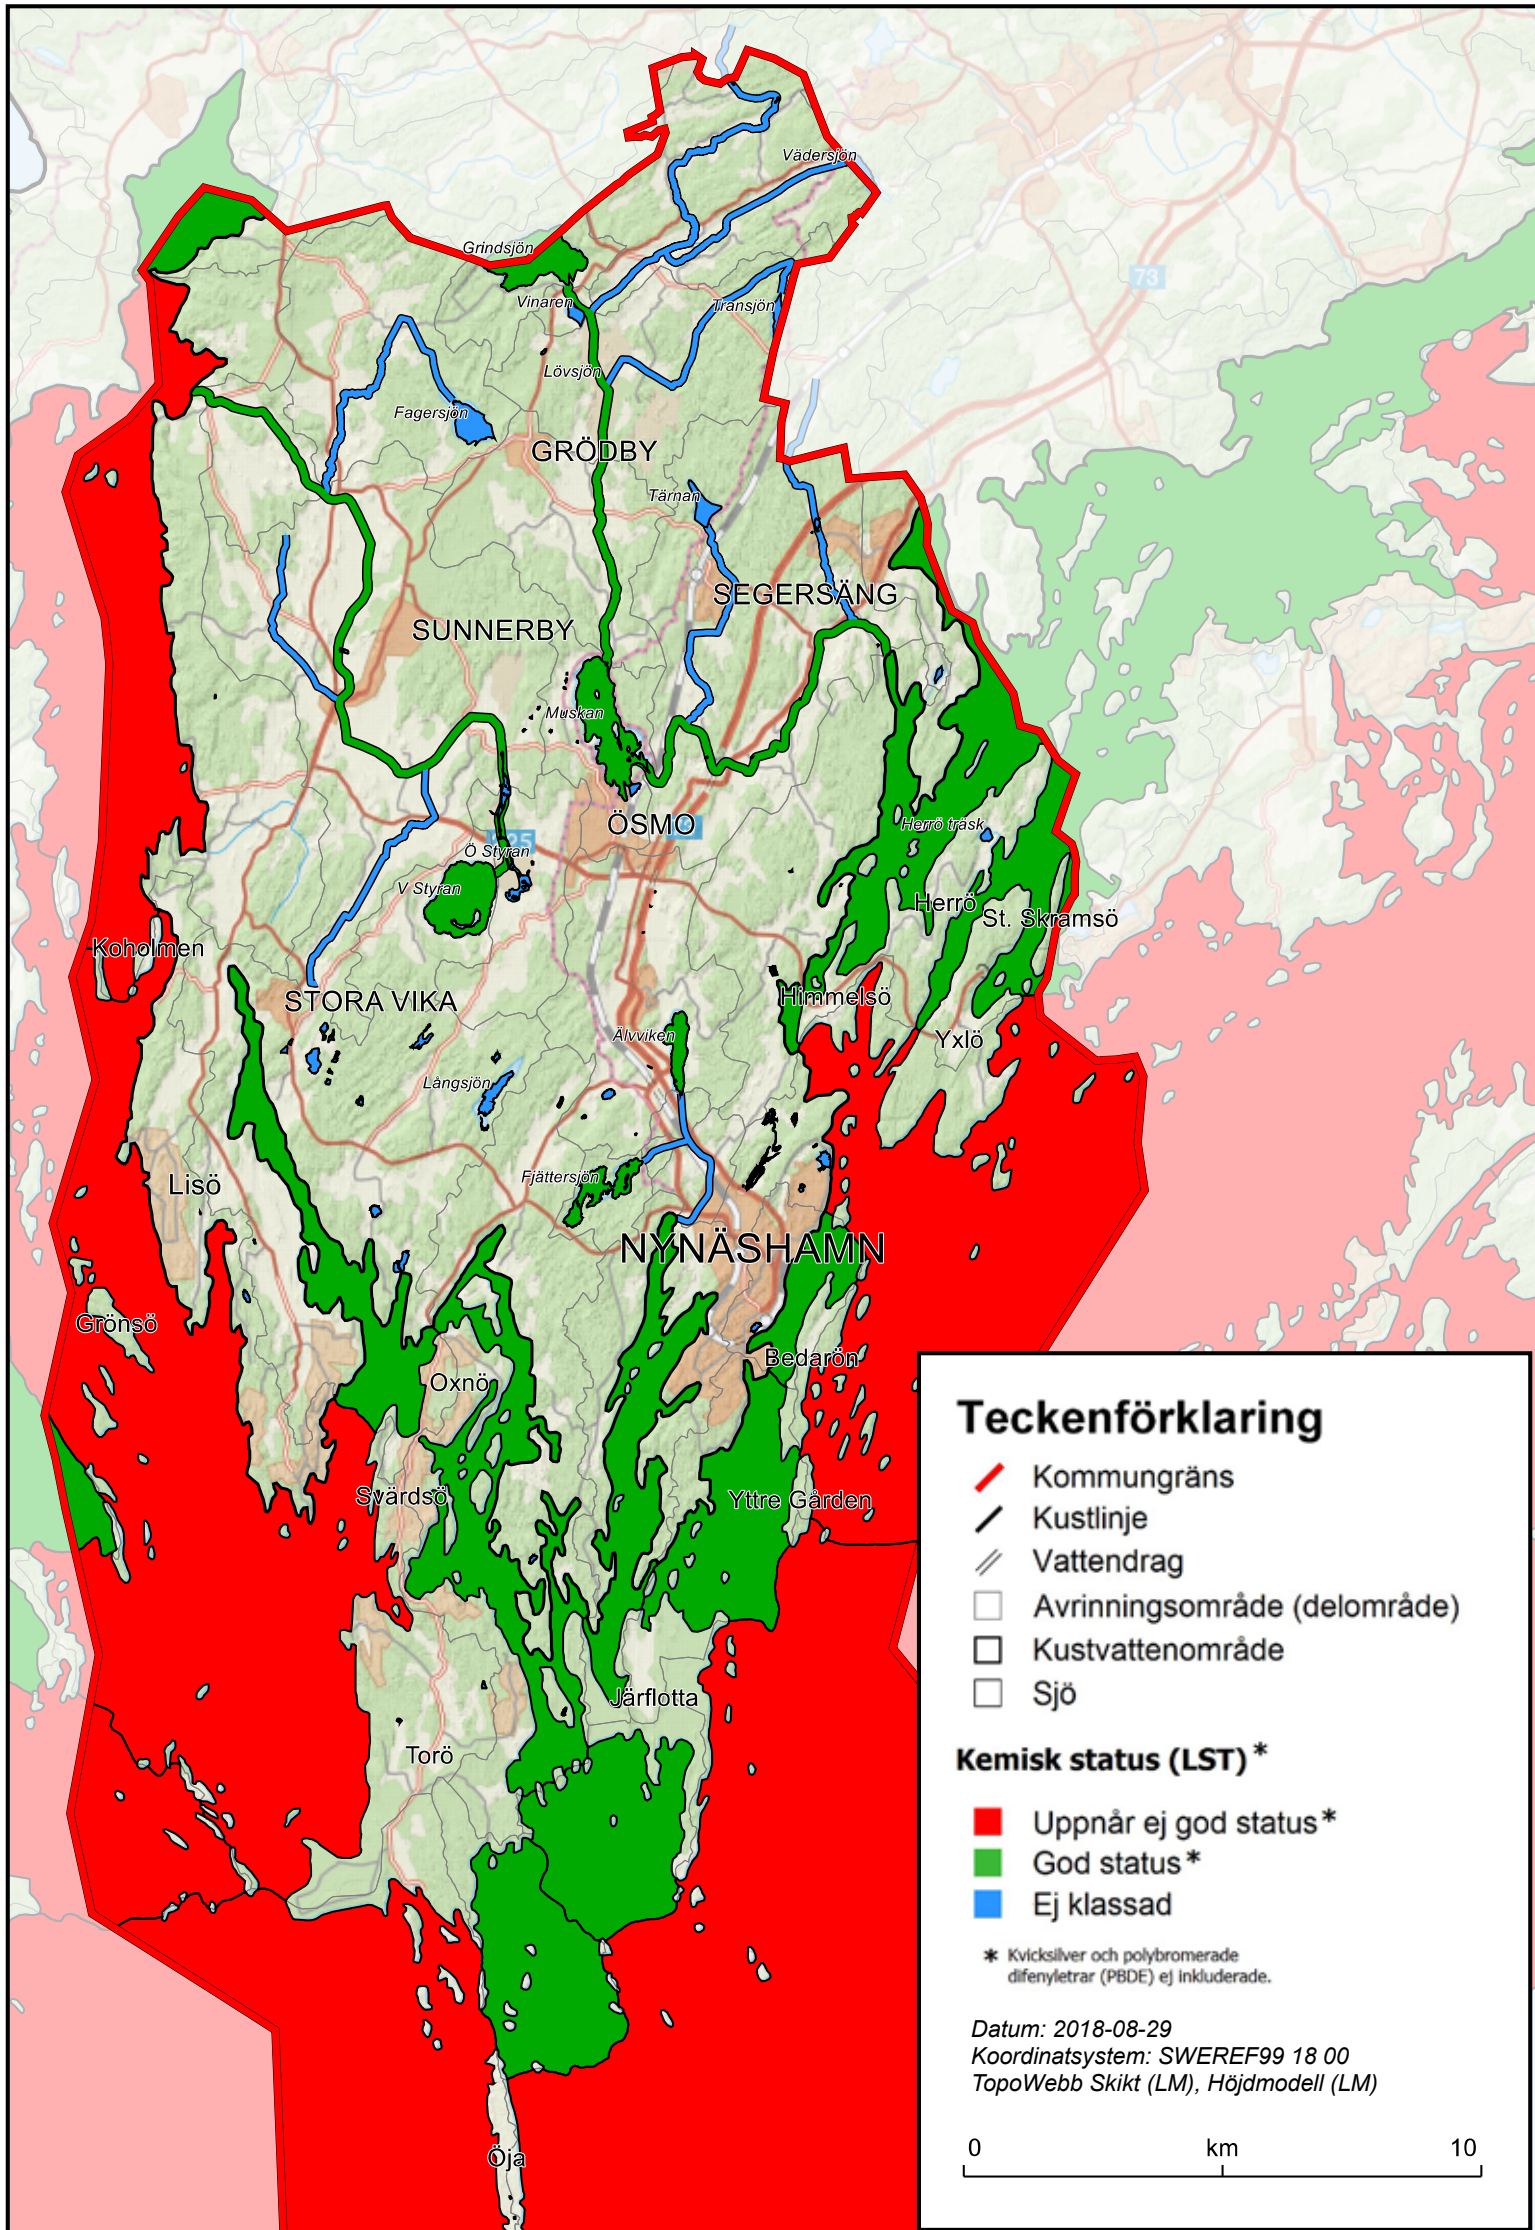 Vädersjön
Grindsjön
73
Vinaren
Transjön
Lövsjön
Fagersjön
GRÖDBY
Tärnan
SEGERSÄNG
SUNNERBY
Muskan
ÖSMO
Herrö träsk
Ö Styran
V Styran
Herrö
St. Skramsö
Koholmen
Himmelsö
STORA VIKA
Älvviken
Yxlö
Långsjön
Fjättersjön
Lisö
NYNÄSHAMN
Grönsö
Bedarön
Oxnö
Svärdsö
Yttre Gården
Järflotta
Torö
Öja
Teckenförklaring
Kommungräns
Kustlinje
Vattendrag
Avrinningsområde (delområde)
Kustvattenområde
Sjö
Kemisk status (LST) *
Uppnår ej god status *
God status *
Ej klassad
* Kvicksilver och polybromerade
difenyletrar (PBDE) ej inkluderade.
Datum: 2018-08-29
Koordinatsystem: SWEREF99 18 00
TopoWebb Skikt (LM), Höjdmodell (LM)
0 km 10